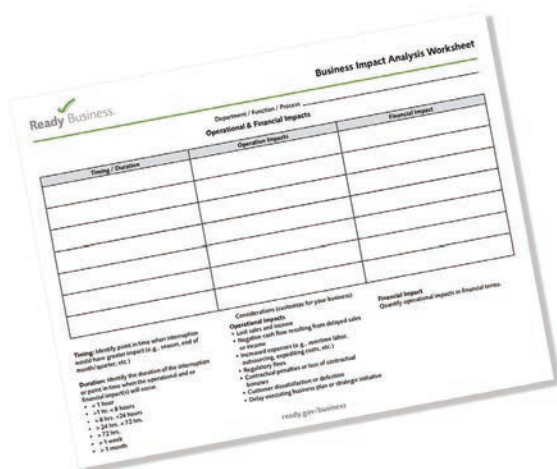 Ready Business.
Business Impact Analysis Worksheet
Department / Function / Process
Operational & Financial Impacts
Timing / Duration
Operation Impacts
Financial Impact
Timing: Identify point in time when interruption
would have greater impact (e.g., season, end of
month/quarter, etc.)
Duration: Identify the duration of the interruption
or point in time when the operational and or
financial impact(s) will occur.
• < 1 hour
• >1 hr. < 8 hours
• > 8 hrs. <24 hours
• > 24 hrs. < 72 hrs.
• > 72 hrs.
• > 1 week
• > 1 month
Considerations (customize for your business)
Operational Impacts
• Lost sales and income
• Negative cash flow resulting from delayed sales
or income
• Increased expenses (e.g., overtime labor,
outsourcing, expediting costs, etc.)
• Regulatory fines
• Contractual penalties or loss of contractual
bonuses
• Customer dissatisfaction or defection
• Delay executing business plan or strategic initiative
Financial Impact
Quantify operational impacts in financial terms.
ready.gov/business